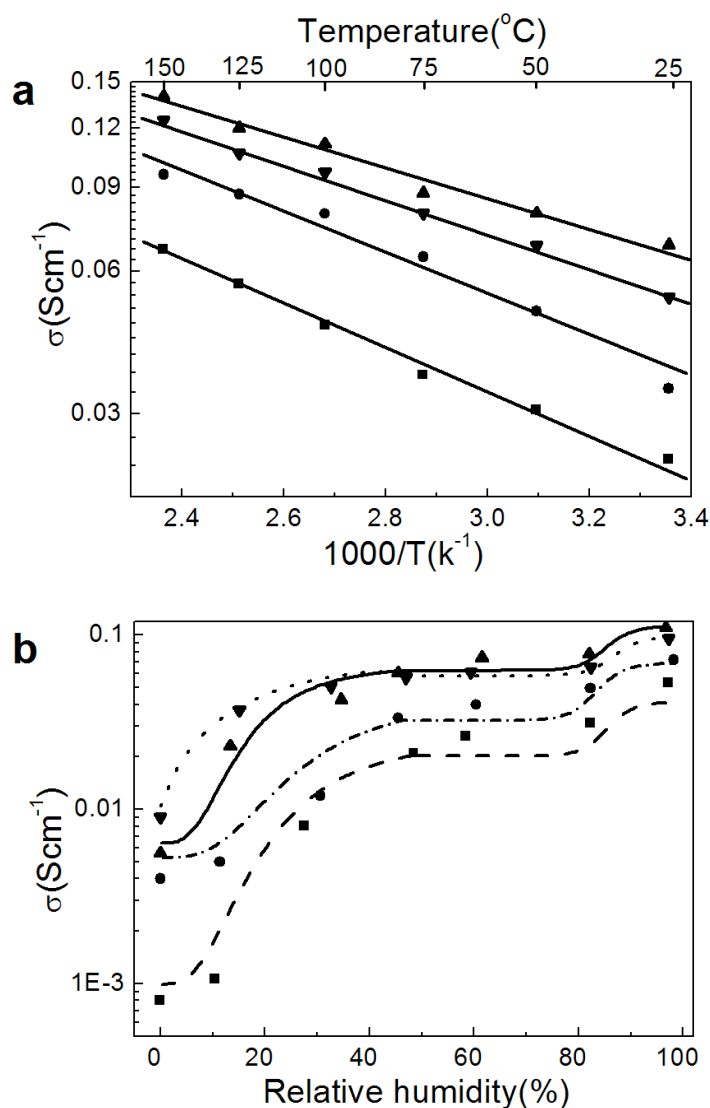 Temperature(°C)
a
150 125 100 75 50 25
0.15
0.12
0.09
0.06
0.03
σ(Scm⁻¹)
2.4 2.6 2.8 3.0 3.2 3.4
1000/T(k⁻¹)
b
0.1
0.01
1E-3
σ(Scm⁻¹)
0 20 40 60 80 100
Relative humidity(%)